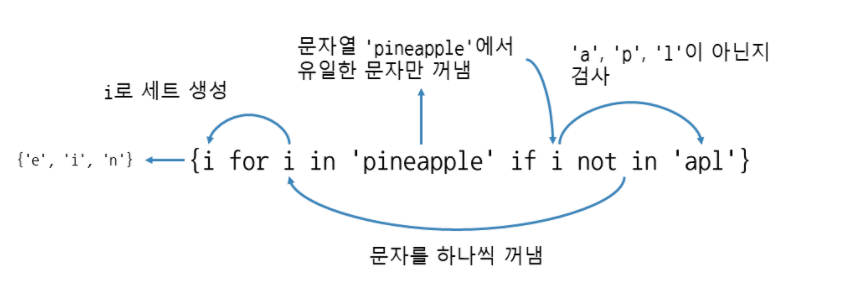 문자열 'pineapple'에서
유일한 문자만 꺼냄
'a', 'p', 'l'이 아닌지
검사
i로 세트 생성
{'e', 'i', 'n'}
{i for i in 'pineapple' if i not in 'apl'}
문자를 하나씩 꺼냄